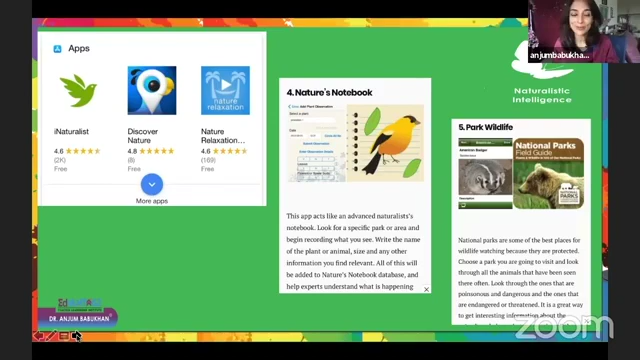 Apps
iNaturalist
4.6
(2K)
Free
Discover
Nature
4.8
(8)
Free
nature
relaxation
Nature
Relaxation...
4.6
(169)
Free
More apps
4. Nature's Notebook
This app acts like an advanced naturalists's
notebook. Look for a specific park or area and
begin recording what you see. Write the name
of the plant or animal, size and any other
information you find relevant. All of this will
be added to Nature's Notebook database, and
help experts understand what is happening
anjumbabukha...
Naturalistic
Intelligence
5. Park Wildlife
American Badger
National Parks
Field Guide
National parks are some of the best places for
wildlife watching because they are protected.
Choose a park you are going to visit and look
through all the animals that have been seen
there often. Look through the ones that are
poinsonous and dangerous and the ones that
are endangered or threatened. It is a great way
to get interesting information about the
DR. ANJUM BABUKHAN
zoom